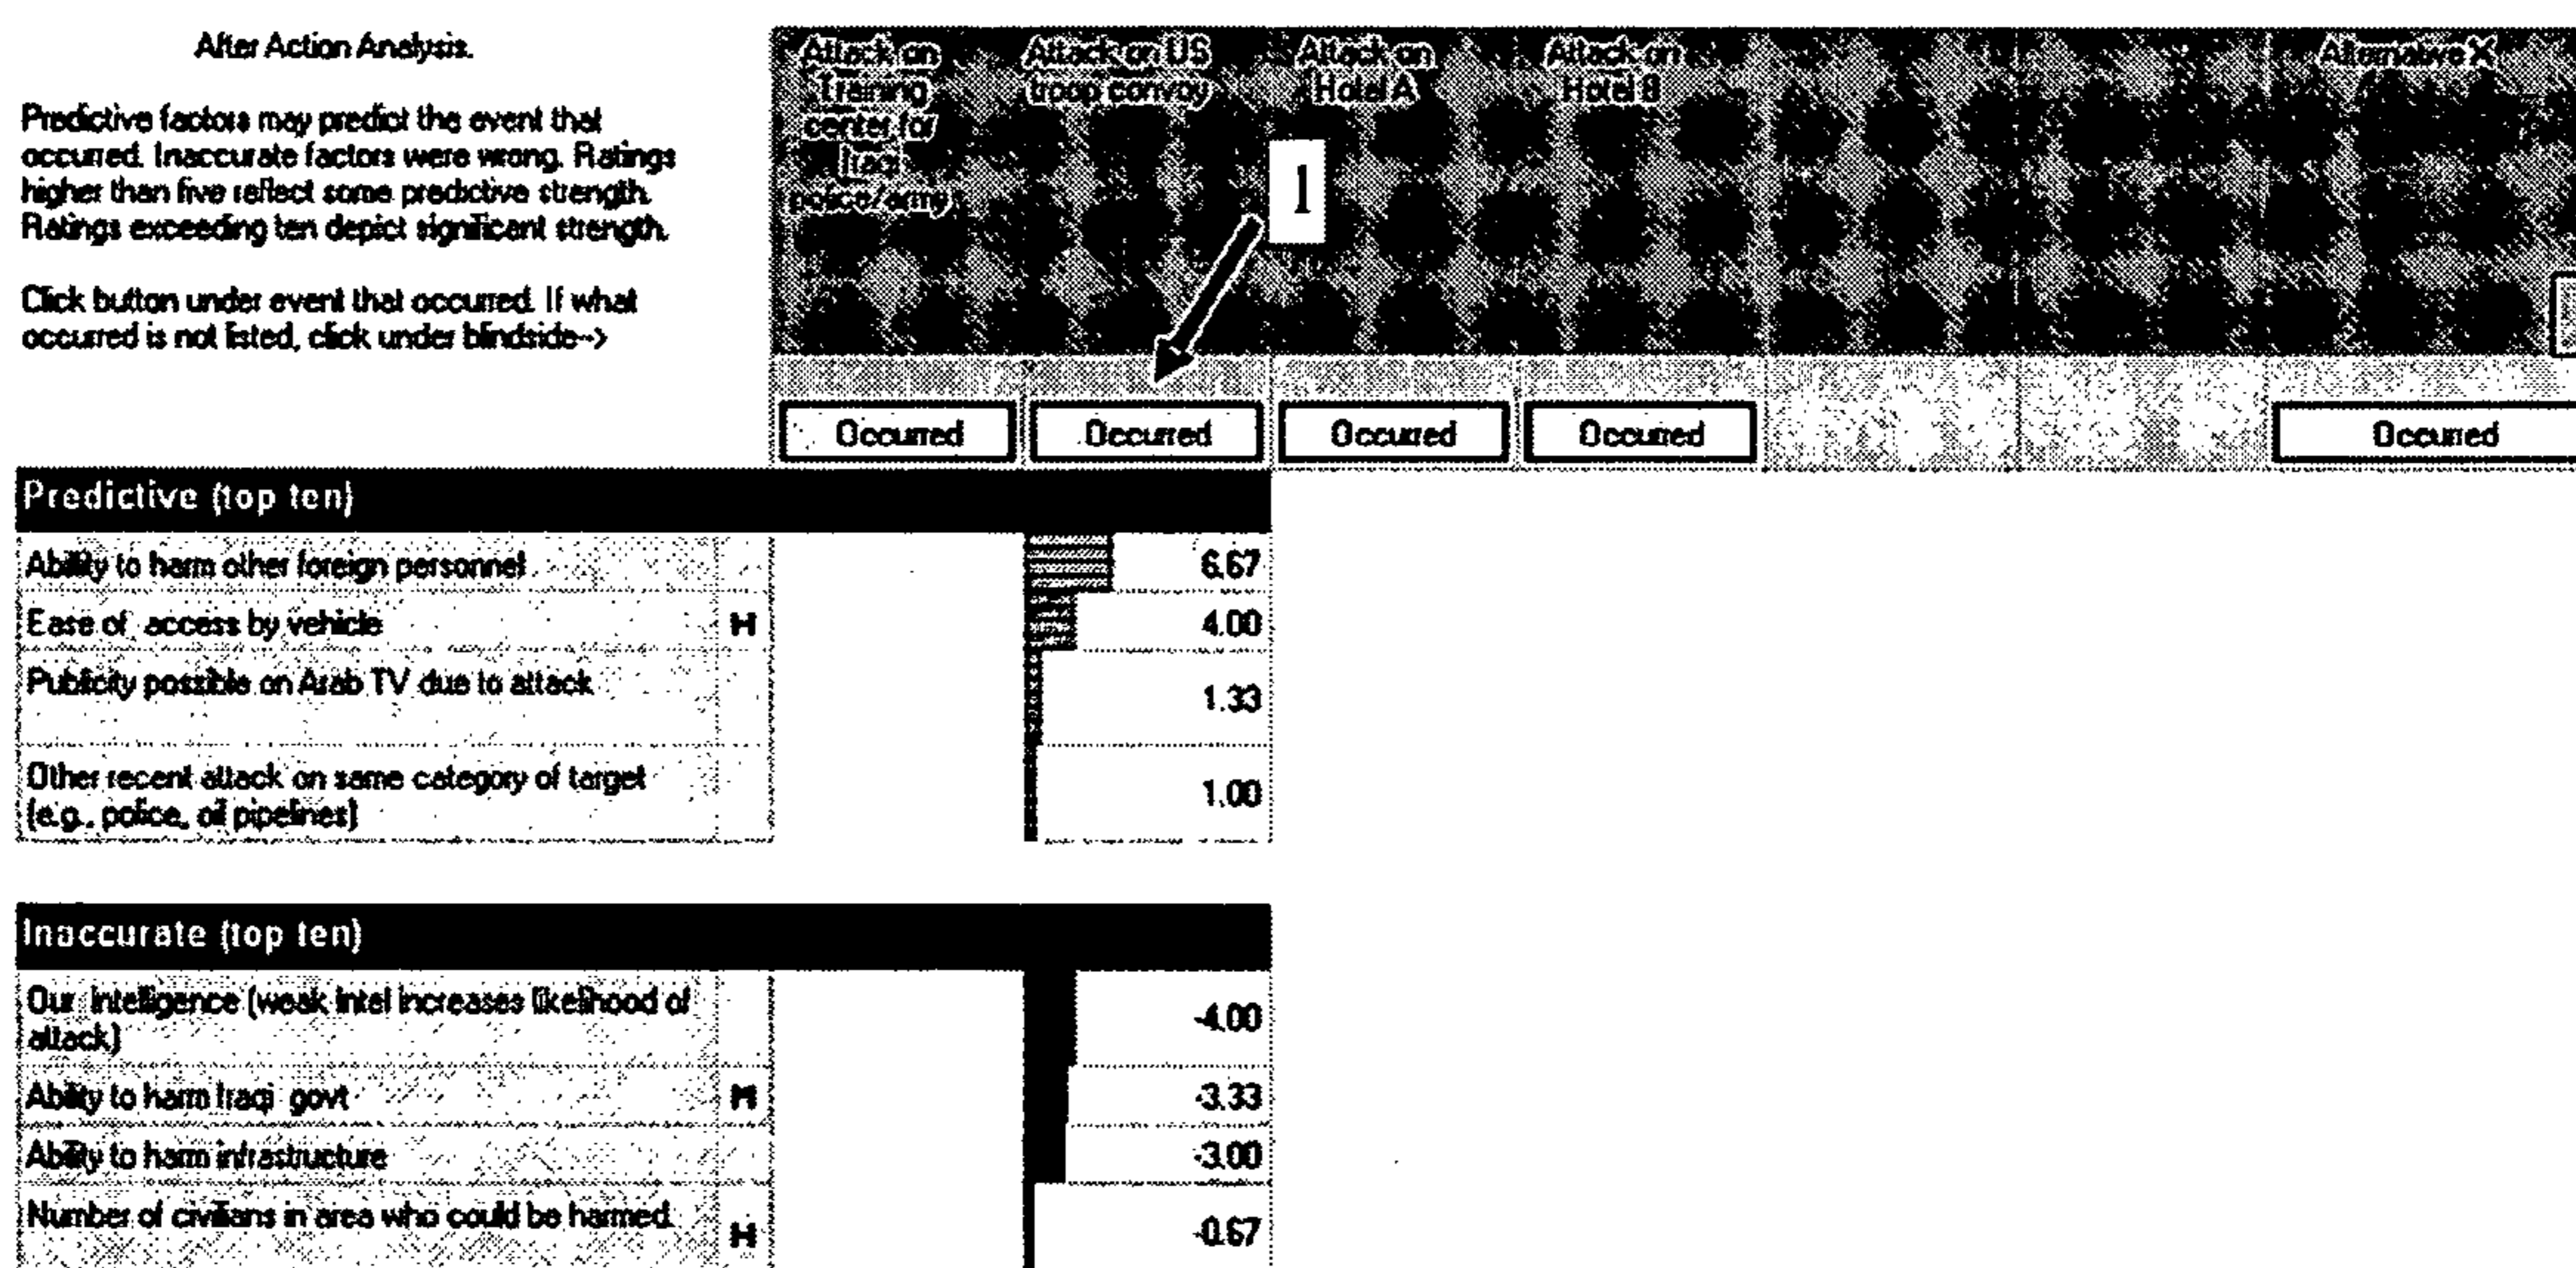 After Action Analysis.
Predictive factors may predict the event that
occurred. Inaccurate factors were wrong. Ratings
higher than five reflect some predictive strength.
Ratings exceeding ten depict significant strength.
Click button under event that occurred. If what
occurred is not listed, click under blindside-->
Attack on
training
center for
Iraqi
police/army
Attack on US
troop convoy
Attack on
Hotel A
Attack on
Hotel B
Alternative X
1
Occurred
Occurred
Occurred
Occurred
Occurred
Predictive (top ten)
Ability to harm other foreign personnel 6.67
Ease of access by vehicle H 4.00
Publicity possible on Arab TV due to attack 1.33
Other recent attack on same category of target
(e.g., police, oil pipelines) 1.00
Inaccurate (top ten)
Our intelligence (weak intel increases likelihood of
attack) -4.00
Ability to harm Iraqi govt M -3.33
Ability to harm infrastructure -3.00
Number of civilians in area who could be harmed. H -0.67